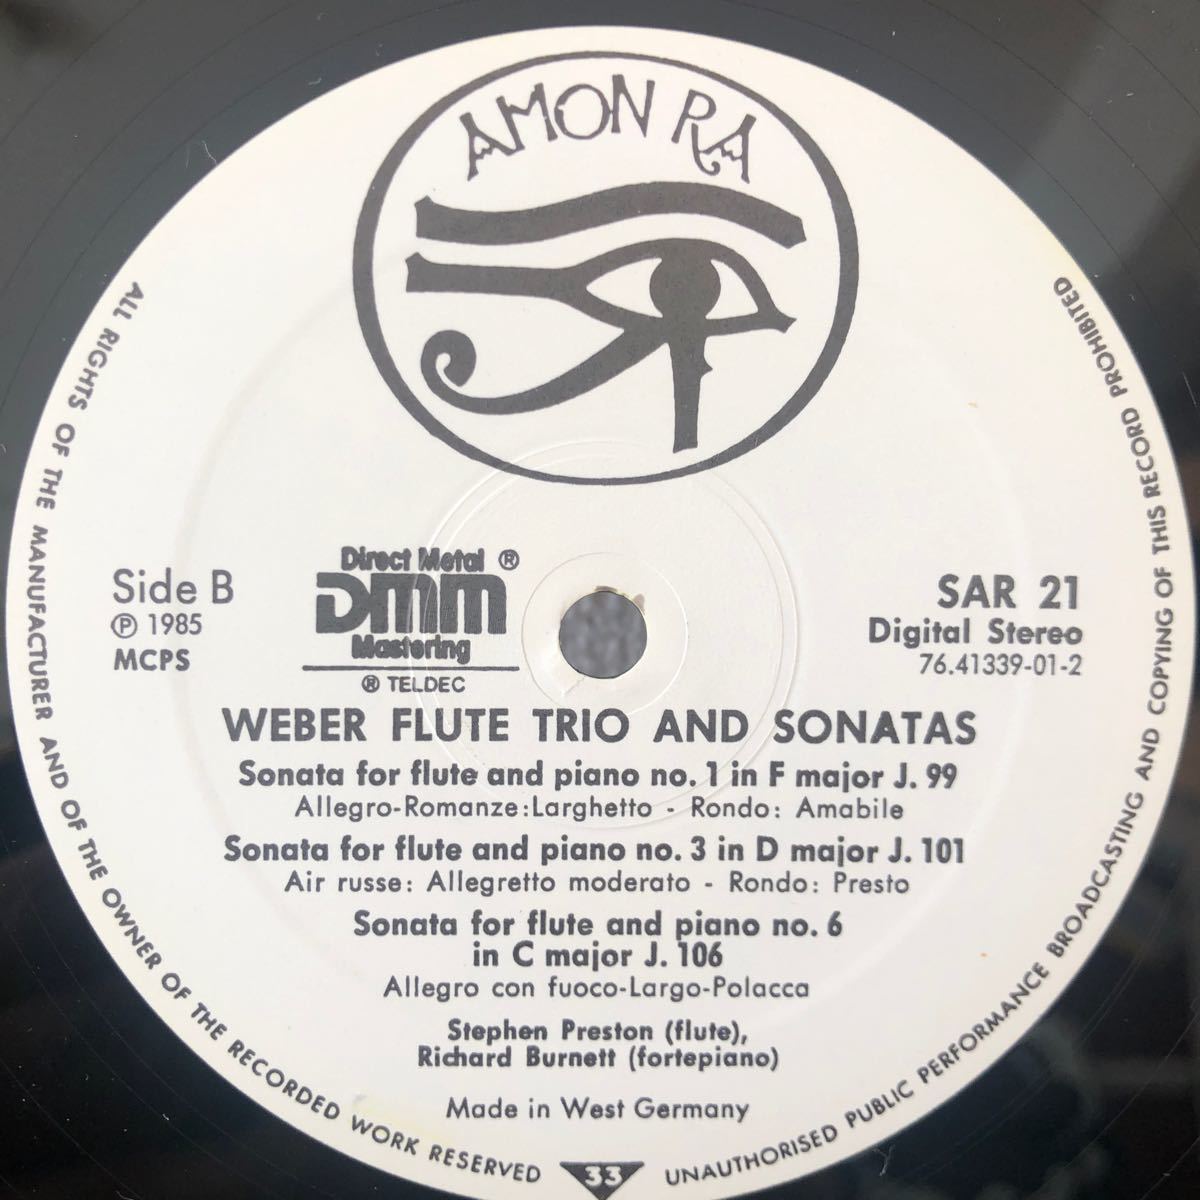 AMON RA
Side B
℗ 1985
MCPS
Direct Metal ®
DMM
Mastering
® TELDEC
SAR 21
Digital Stereo
76.41339-01-2
WEBER FLUTE TRIO AND SONATAS
Sonata for flute and piano no. 1 in F major J. 99
Allegro-Romanze:Larghetto - Rondo: Amabile
Sonata for flute and piano no. 3 in D major J. 101
Air russe: Allegretto moderato - Rondo: Presto
Sonata for flute and piano no. 6
in C major J. 106
Allegro con fuoco-Largo-Polacca
Stephen Preston (flute),
Richard Burnett (fortepiano)
Made in West Germany
ALL RIGHTS OF THE MANUFACTURER AND OF THE OWNER OF THE RECORDED WORK RESERVED
33
UNAUTHORISED PUBLIC PERFORMANCE BROADCASTING AND COPYING OF THIS RECORD PROHIBITED